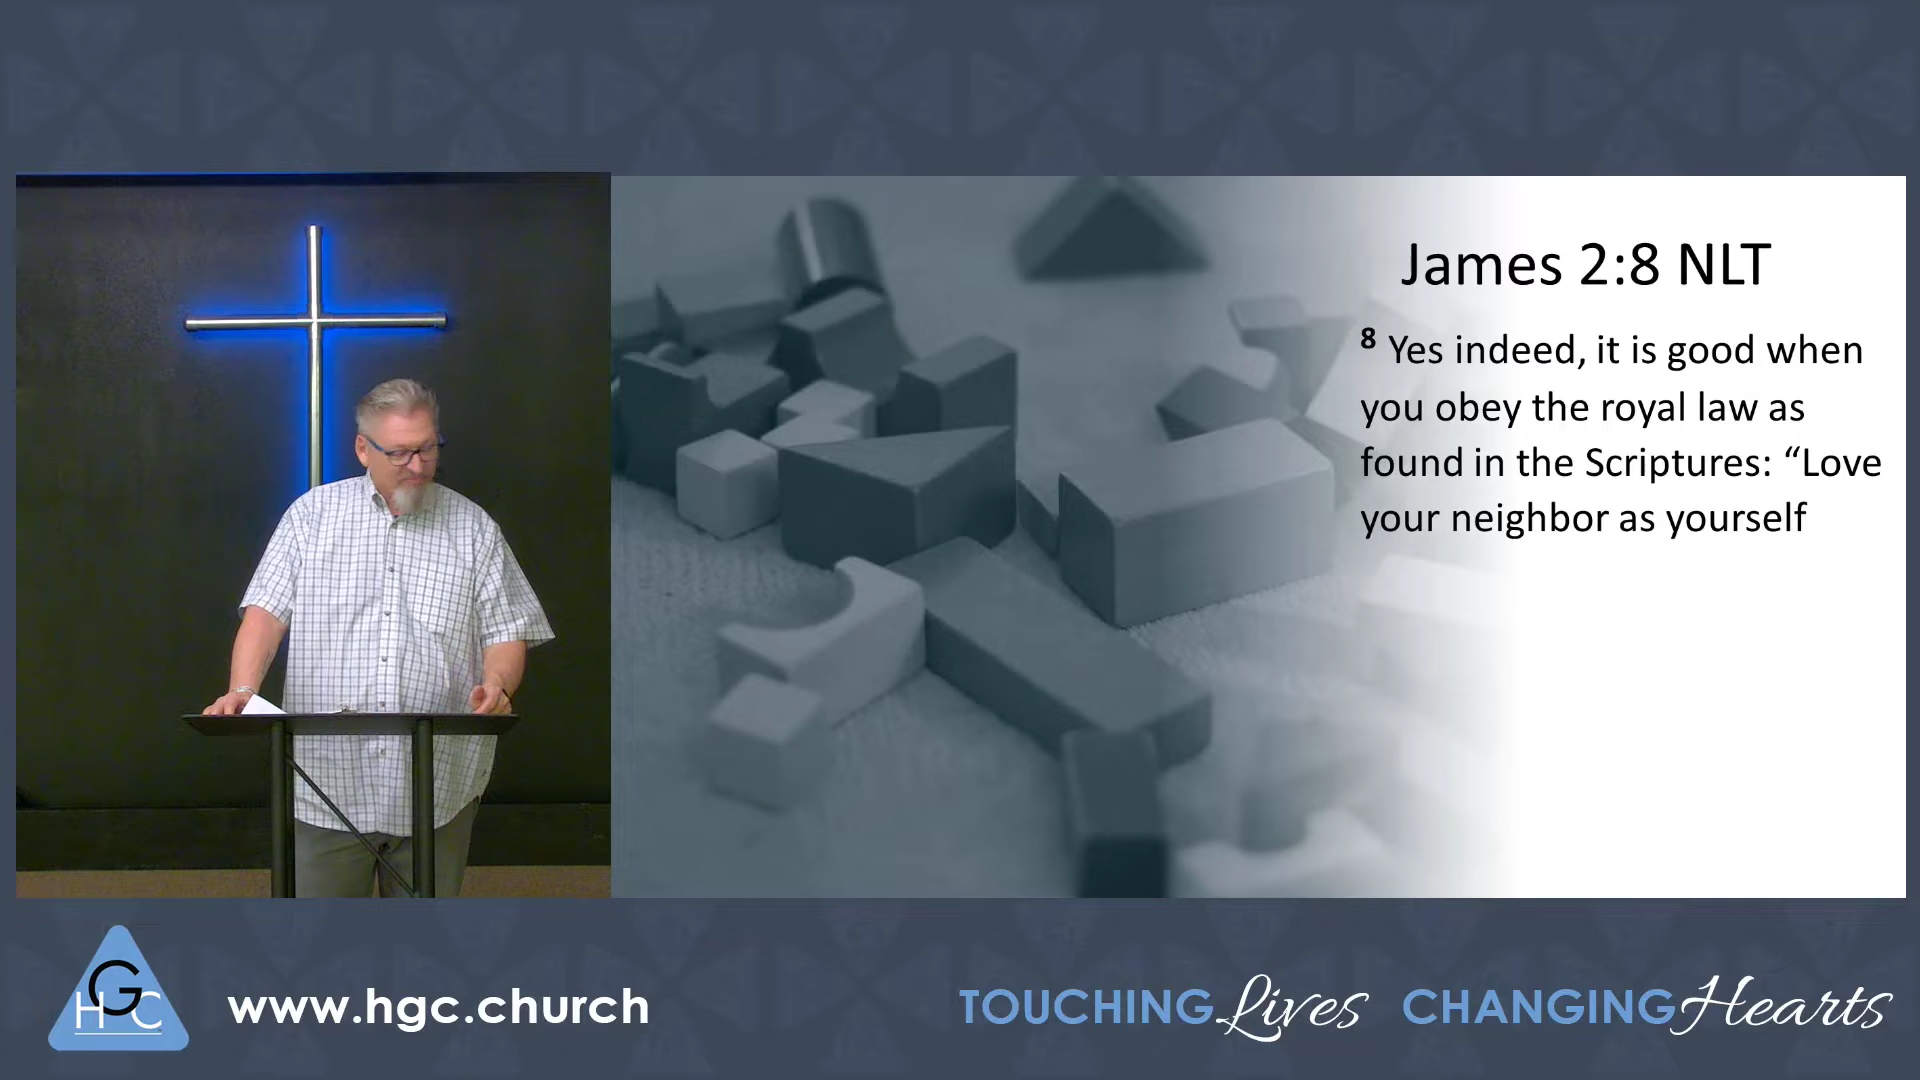 James 2:8 NLT
8 Yes indeed, it is good when
you obey the royal law as
found in the Scriptures: “Love
your neighbor as yourself
HGC
www.hgc.church
TOUCHING Lives CHANGING Hearts